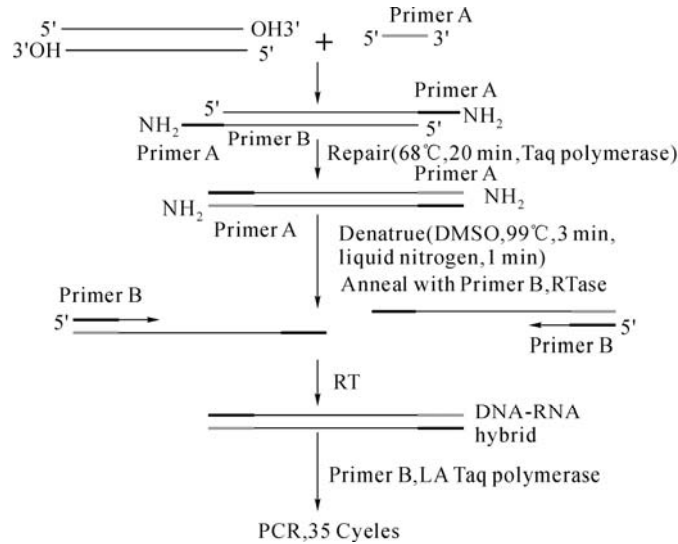 5' OH3' Primer A
3'OH 5' + 5' 3'
Primer A
5' NH₂
NH₂ Primer B 5'
Primer A
Repair(68℃,20 min,Taq polymerase)
Primer A
NH₂ NH₂
Primer A
Denatrue(DMSO,99℃,3 min,
liquid nitrogen,1 min)
Anneal with Primer B,RTase
Primer B
5' 5'
Primer B
RT
DNA-RNA
hybrid
Primer B,LA Taq polymerase
PCR,35 Cyeles